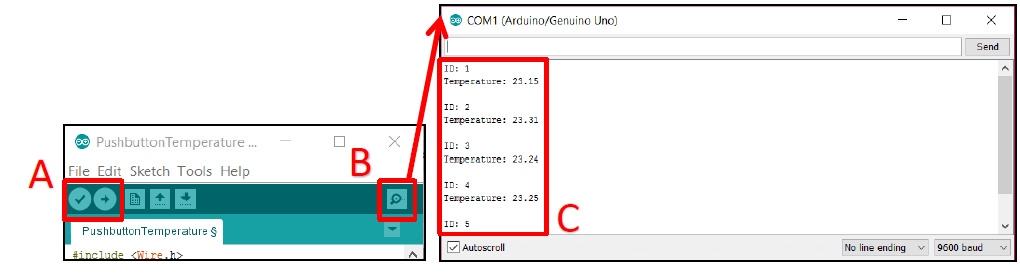 A
PushbuttonTemperature ...
File Edit Sketch Tools Help
PushbuttonTemperature §
#include <Wire.h>
B
COM1 (Arduino/Genuino Uno)
Send
ID: 1
Temperature: 23.15
ID: 2
Temperature: 23.31
ID: 3
Temperature: 23.24
ID: 4
Temperature: 23.25
ID: 5
C
Autoscroll
No line ending
9600 baud